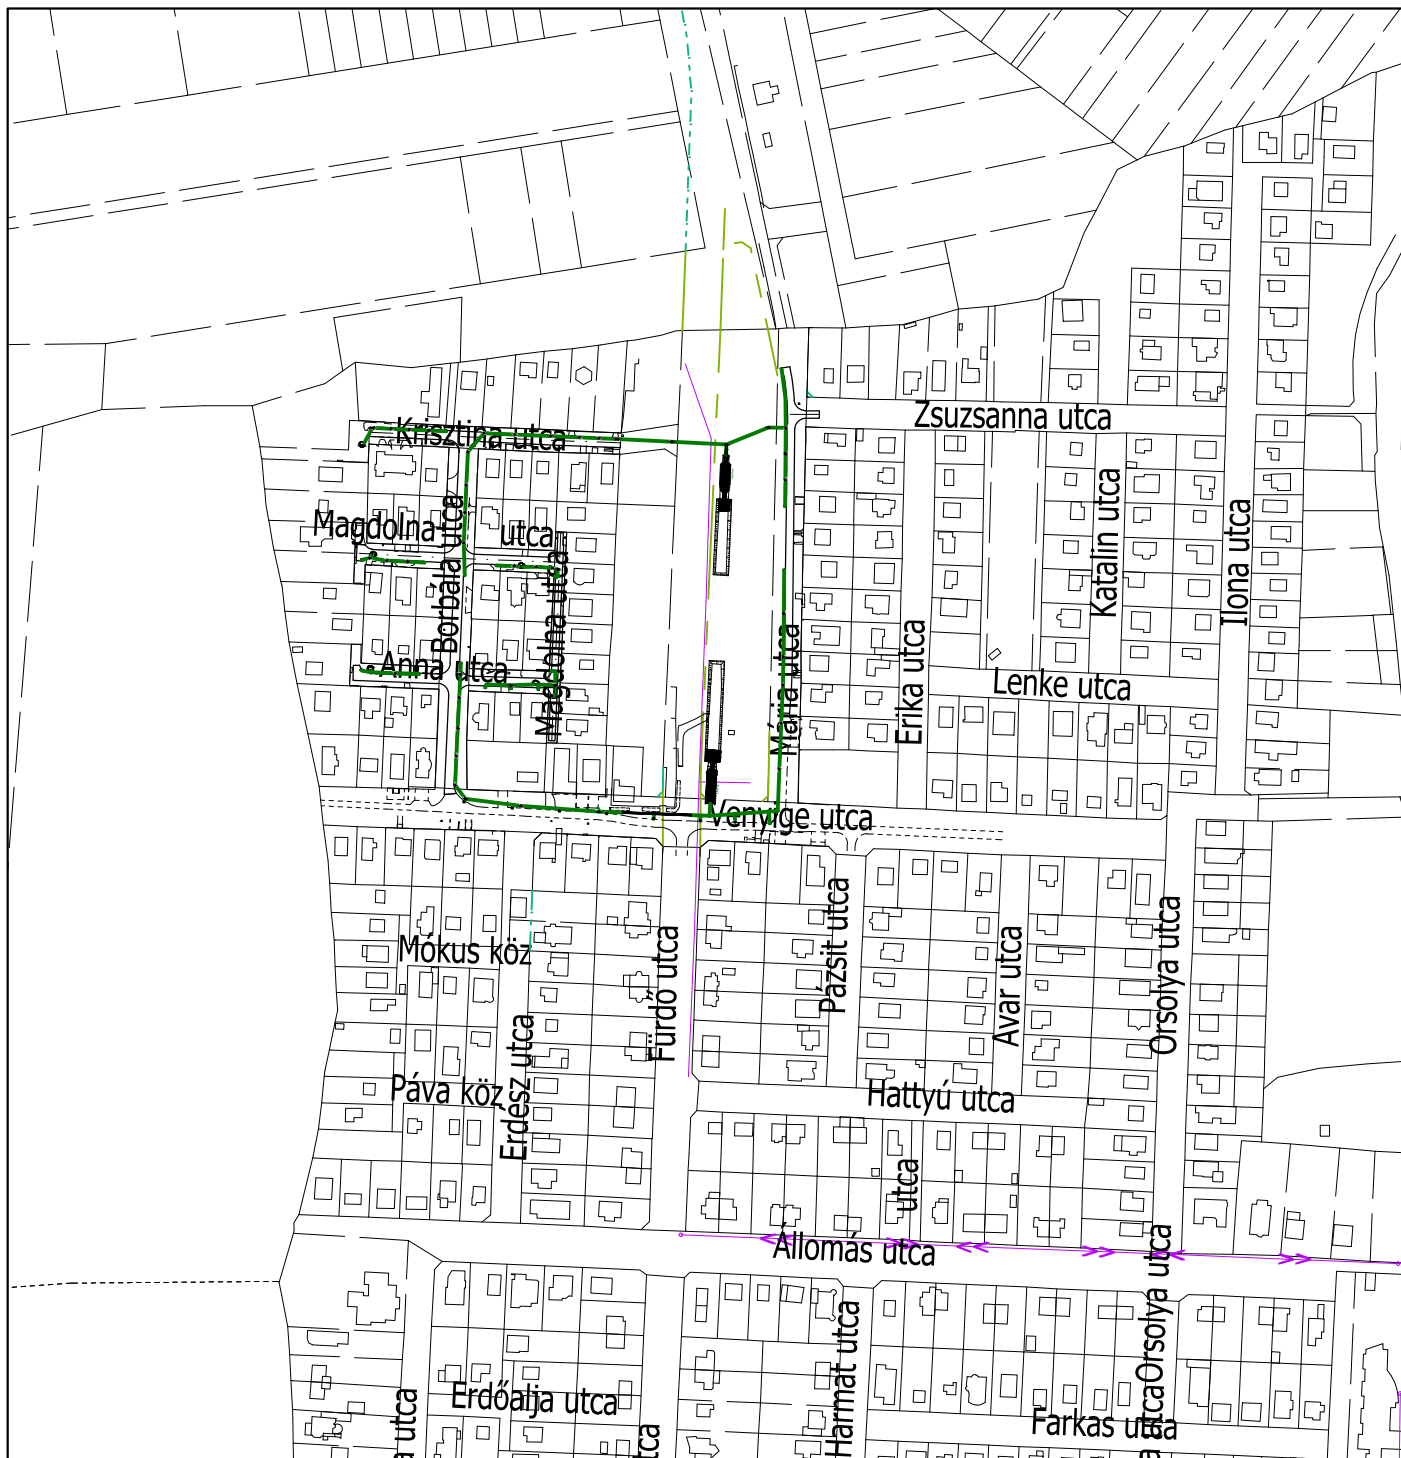 Zsuzsanna utca
Krisztina utca
Magdolna
utca
Borbála utca
Magdolna utca
Katalin utca
Ilona utca
Anna utca
Mária utca
Erika utca
Lenke utca
Venyige utca
Mókus köz
Fürdő utca
Pázsit utca
Avar utca
Orsolya utca
Erdész utca
Páva köz
Hattyú utca
utca
Állomás utca
Orsolya utca
Harmat utca
Erdőalja utca
Farkas utca
a utca
utca
a utca